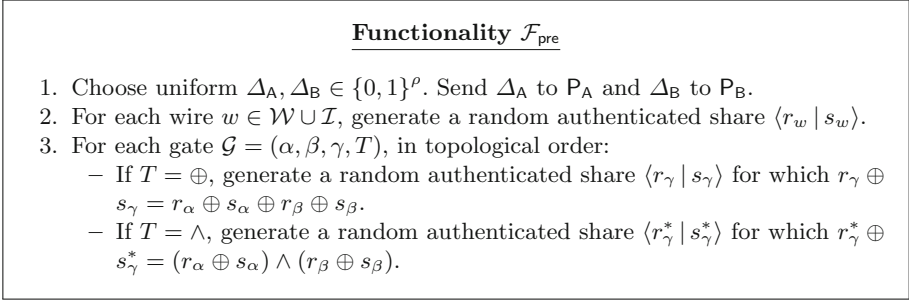 Functionality 𝓕pre
1. Choose uniform Δ_A, Δ_B ∈ {0, 1}^ρ. Send Δ_A to P_A and Δ_B to P_B.
2. For each wire w ∈ 𝒲 ∪ ℐ, generate a random authenticated share ⟨r_w | s_w⟩.
3. For each gate 𝒢 = (α, β, γ, T), in topological order:
– If T = ⊕, generate a random authenticated share ⟨r_γ | s_γ⟩ for which r_γ ⊕
s_γ = r_α ⊕ s_α ⊕ r_β ⊕ s_β.
– If T = ∧, generate a random authenticated share ⟨r*_γ | s*_γ⟩ for which r*_γ ⊕
s*_γ = (r_α ⊕ s_α) ∧ (r_β ⊕ s_β).